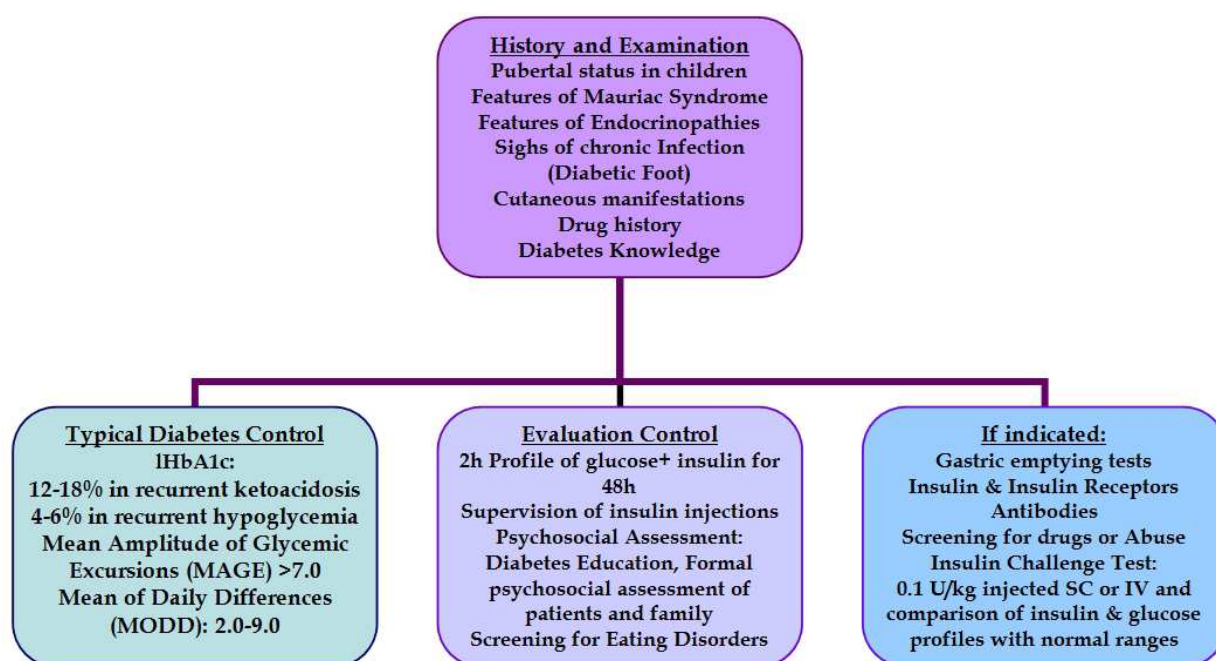 History and Examination
Pubertal status in children
Features of Mauriac Syndrome
Features of Endocrinopathies
Sighs of chronic Infection
(Diabetic Foot)
Cutaneous manifestations
Drug history
Diabetes Knowledge
Typical Diabetes Control
lHbA1c:
12-18% in recurrent ketoacidosis
4-6% in recurrent hypoglycemia
Mean Amplitude of Glycemic
Excursions (MAGE) >7.0
Mean of Daily Differences
(MODD): 2.0-9.0
Evaluation Control
2h Profile of glucose+ insulin for
48h
Supervision of insulin injections
Psychosocial Assessment:
Diabetes Education, Formal
psychosocial assessment of
patients and family
Screening for Eating Disorders
If indicated:
Gastric emptying tests
Insulin & Insulin Receptors
Antibodies
Screening for drugs or Abuse
Insulin Challenge Test:
0.1 U/kg injected SC or IV and
comparison of insulin & glucose
profiles with normal ranges